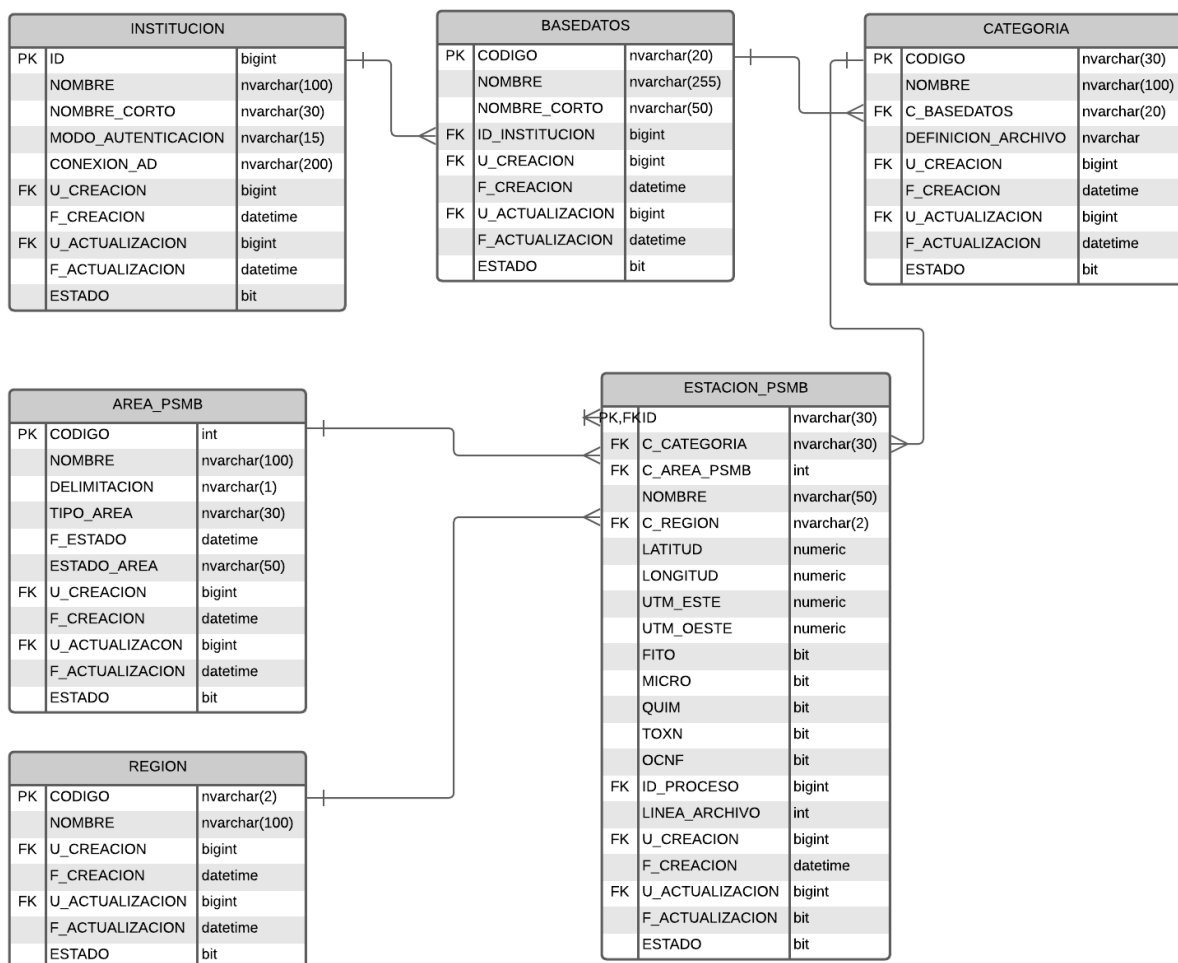 INSTITUCION
PK ID bigint
NOMBRE nvarchar(100)
NOMBRE_CORTO nvarchar(30)
MODO_AUTENTICACION nvarchar(15)
CONEXION_AD nvarchar(200)
FK U_CREACION bigint
F_CREACION datetime
FK U_ACTUALIZACION bigint
F_ACTUALIZACION datetime
ESTADO bit
BASEDATOS
PK CODIGO nvarchar(20)
NOMBRE nvarchar(255)
NOMBRE_CORTO nvarchar(50)
FK ID_INSTITUCION bigint
FK U_CREACION bigint
F_CREACION datetime
FK U_ACTUALIZACION bigint
F_ACTUALIZACION datetime
ESTADO bit
CATEGORIA
PK CODIGO nvarchar(30)
NOMBRE nvarchar(100)
FK C_BASEDATOS nvarchar(20)
DEFINICION_ARCHIVO nvarchar
FK U_CREACION bigint
F_CREACION datetime
FK U_ACTUALIZACION bigint
F_ACTUALIZACION datetime
ESTADO bit
AREA_PSMB
PK CODIGO int
NOMBRE nvarchar(100)
DELIMITACION nvarchar(1)
TIPO_AREA nvarchar(30)
F_ESTADO datetime
ESTADO_AREA nvarchar(50)
FK U_CREACION bigint
F_CREACION datetime
FK U_ACTUALIZACON bigint
F_ACTUALIZACION datetime
ESTADO bit
ESTACION_PSMB
PK,FK ID nvarchar(30)
FK C_CATEGORIA nvarchar(30)
FK C_AREA_PSMB int
NOMBRE nvarchar(50)
FK C_REGION nvarchar(2)
LATITUD numeric
LONGITUD numeric
UTM_ESTE numeric
UTM_OESTE numeric
FITO bit
MICRO bit
QUIM bit
TOXN bit
OCNF bit
FK ID_PROCESO bigint
LINEA_ARCHIVO int
FK U_CREACION bigint
F_CREACION datetime
FK U_ACTUALIZACION bigint
F_ACTUALIZACION bit
ESTADO bit
REGION
PK CODIGO nvarchar(2)
NOMBRE nvarchar(100)
FK U_CREACION bigint
F_CREACION datetime
FK U_ACTUALIZACION bigint
F_ACTUALIZACION datetime
ESTADO bit